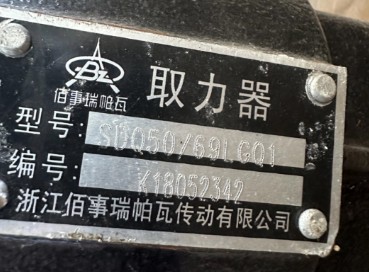 BZ
佰事瑞帕瓦
取力器
型号: SDQ50/69LGQ1
编号: K18052342
浙江佰事瑞帕瓦传动有限公司